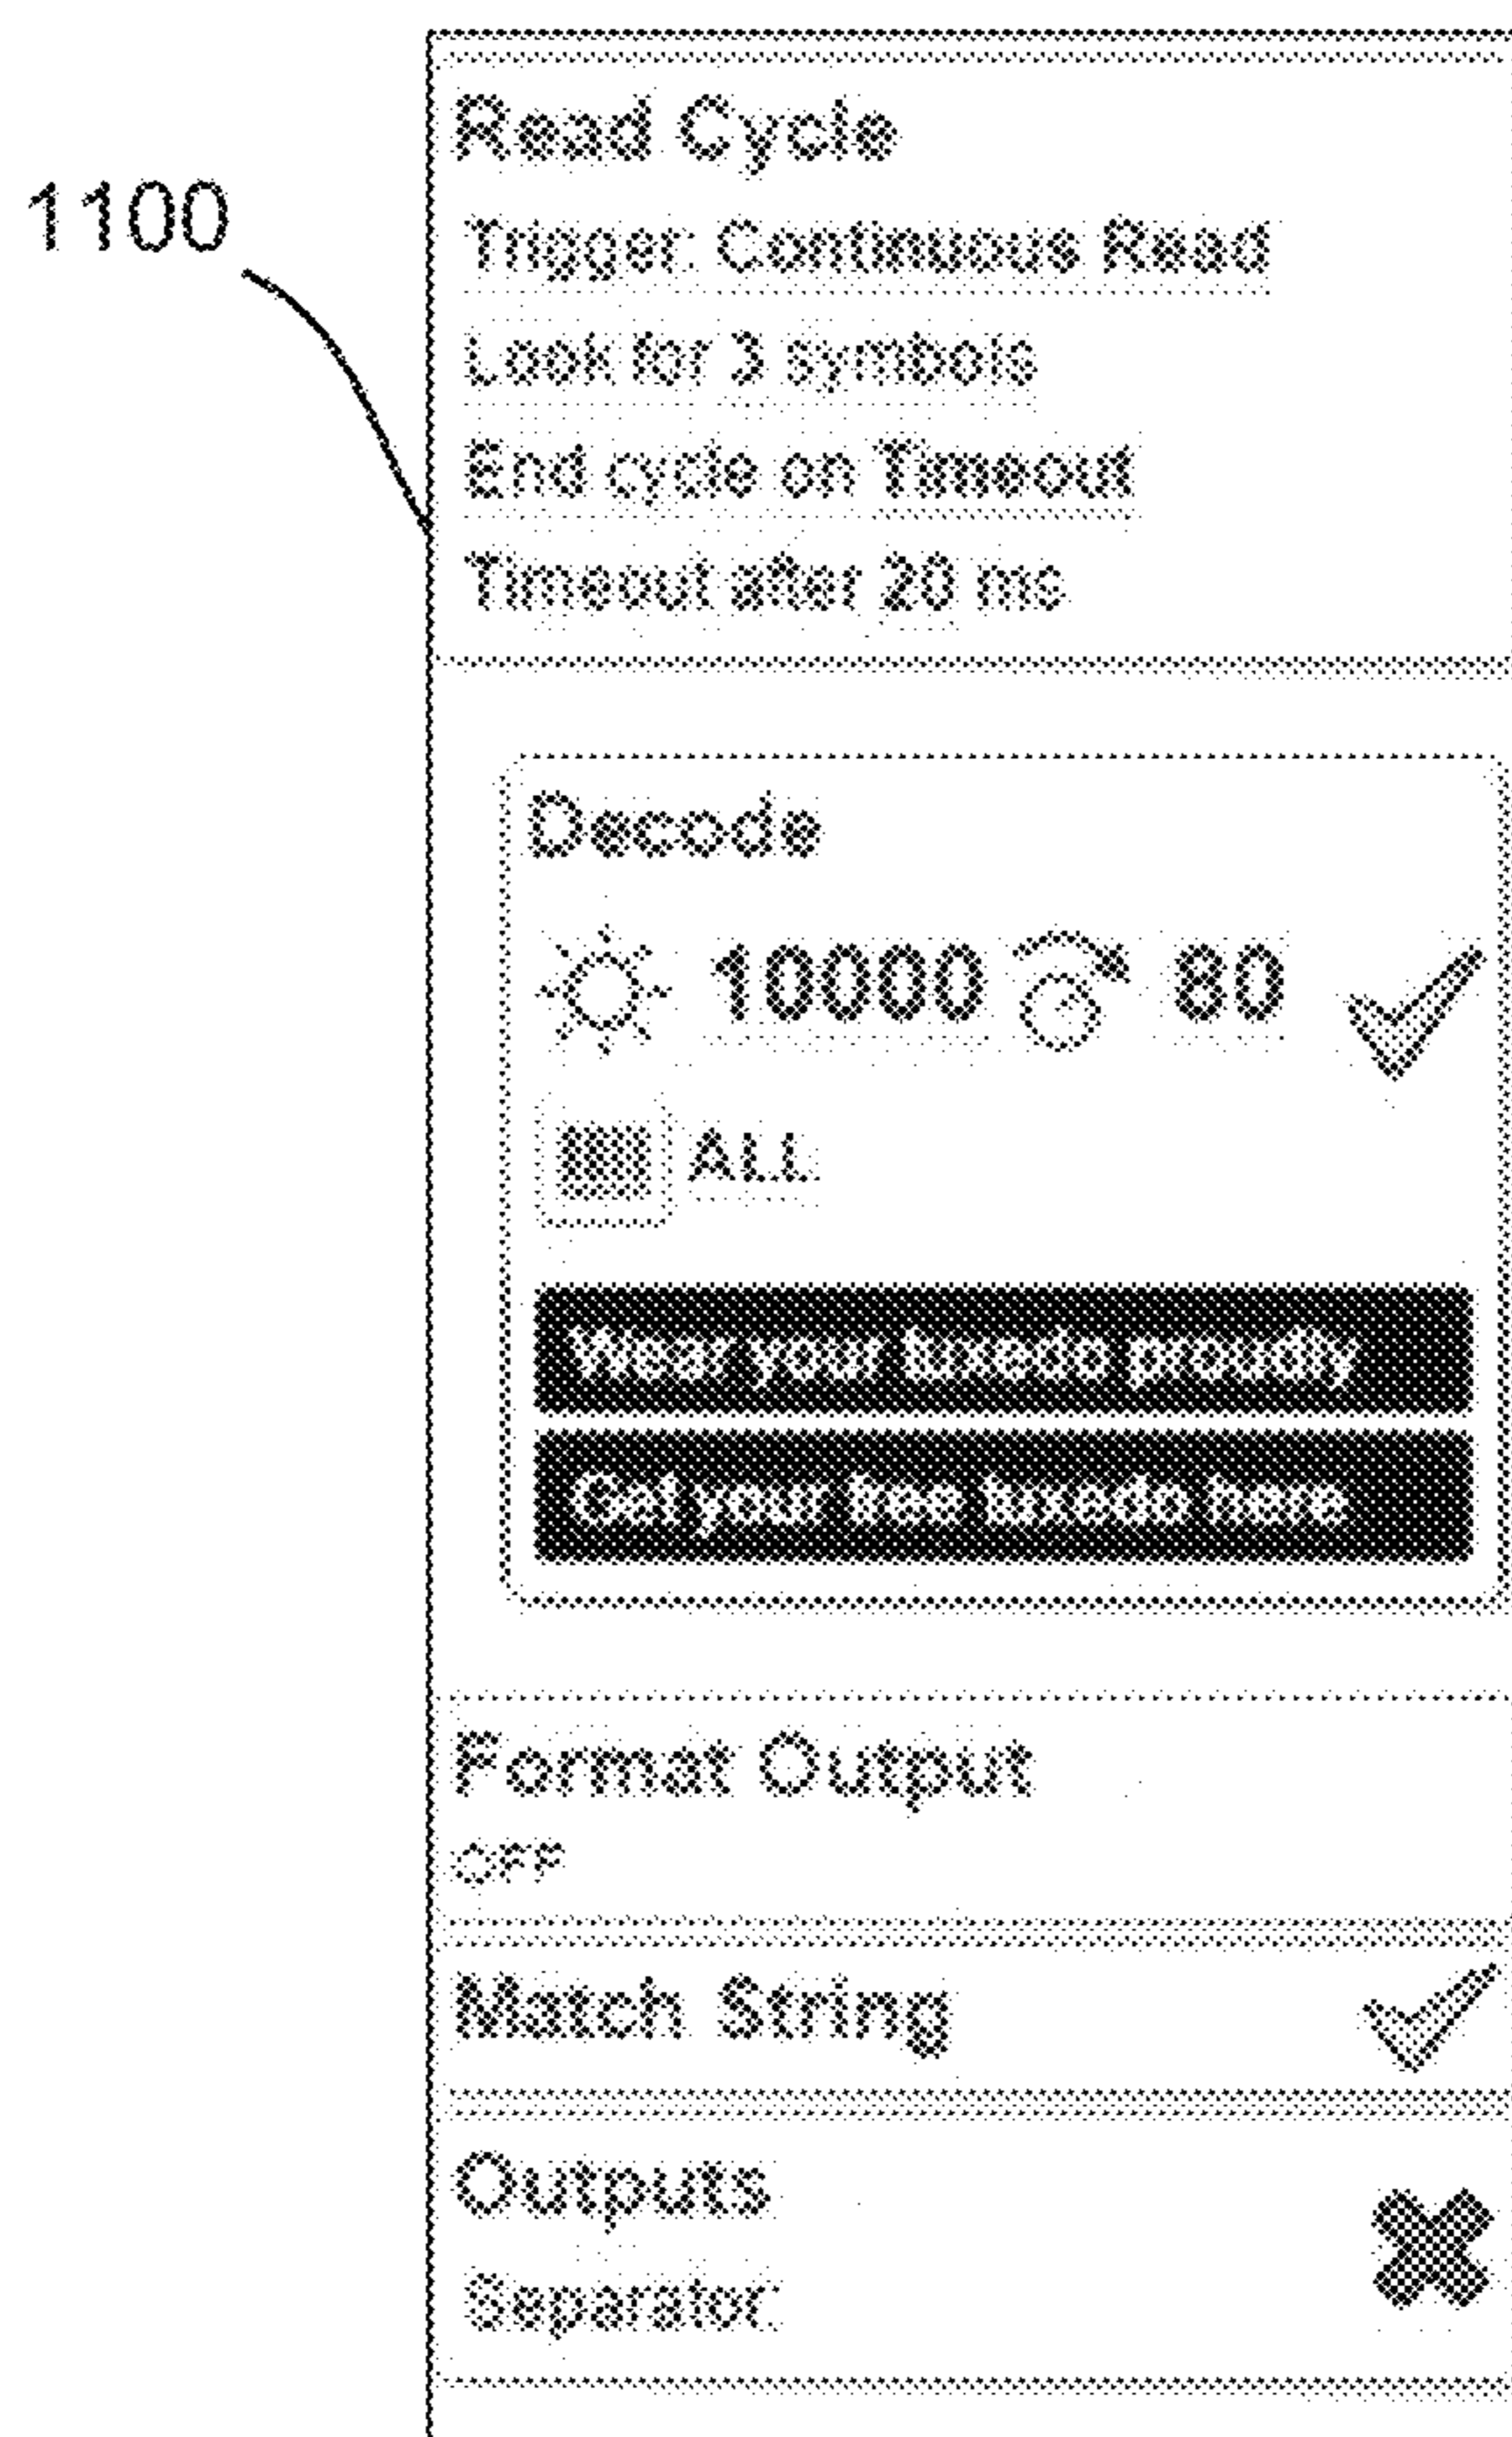 1100
Read Cycle
Trigger: Continuous Read
Look for 3 symbols
End cycle on Timeout
Timeout after 20 ms
Decode
10000 80
ALL
Wear your tuxedo proudly
Get your free tuxedo here
Format Output
OFF
Match String
Outputs
Separator: